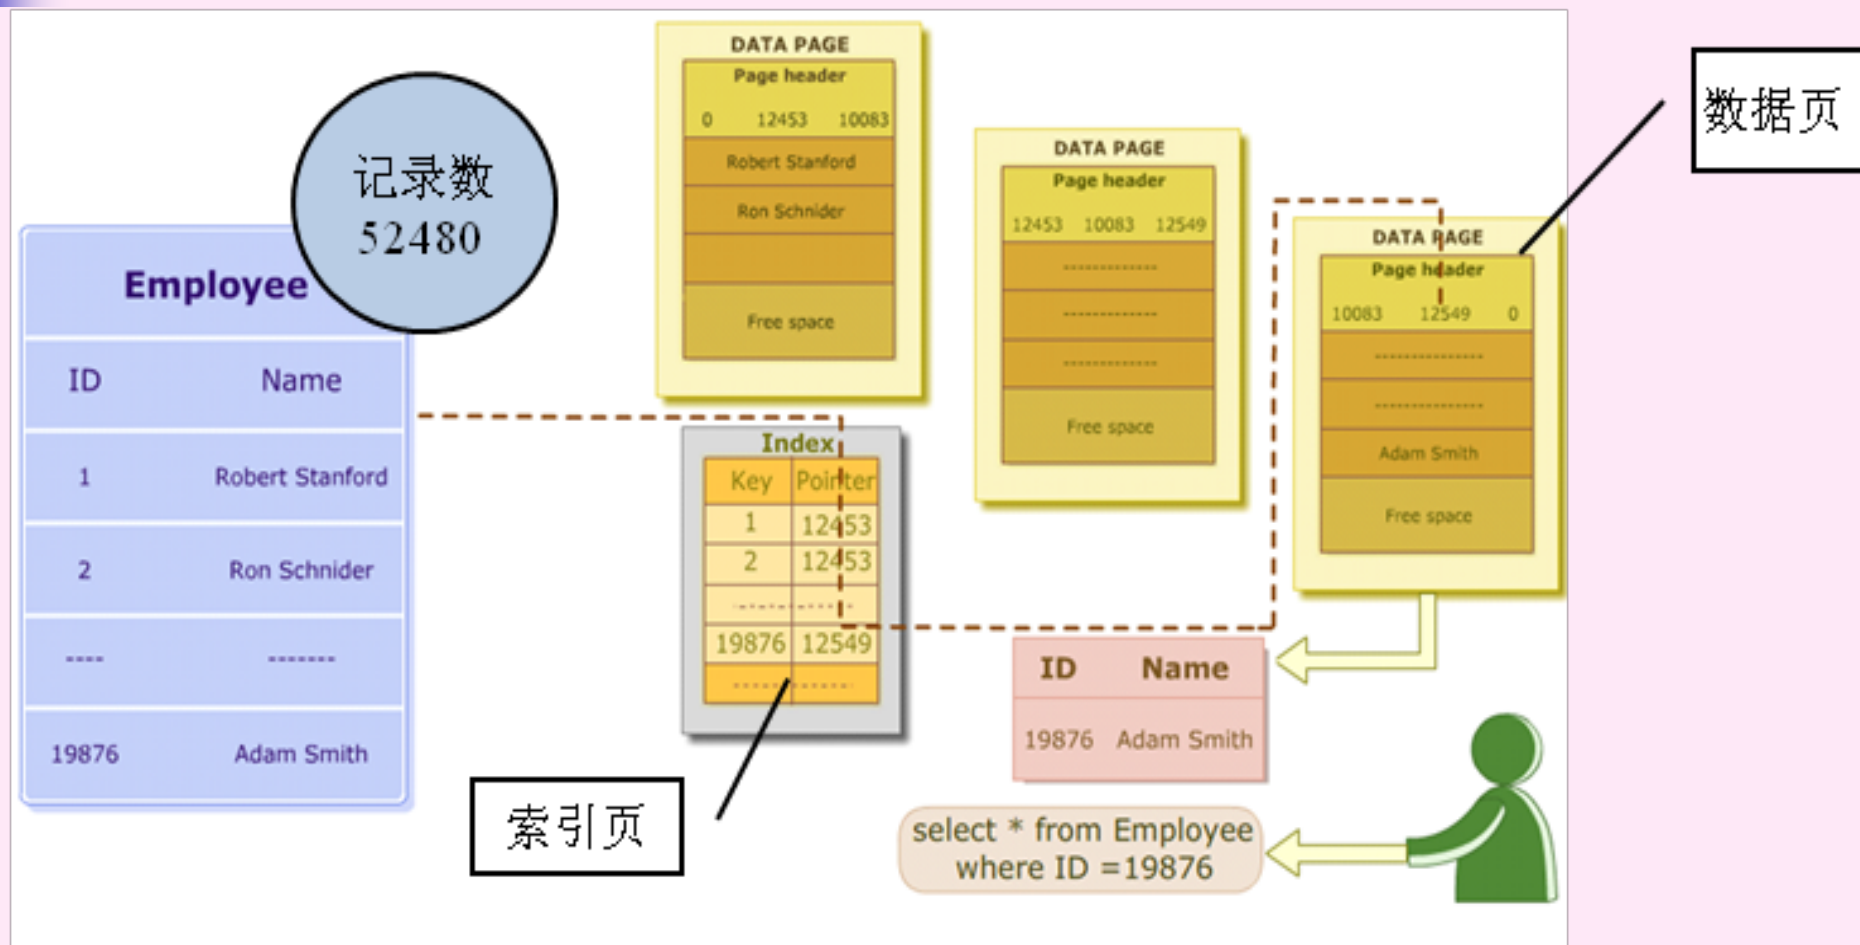 记录数
52480
Employee
ID Name
1 Robert Stanford
2 Ron Schnider
---- -------
19876 Adam Smith
DATA PAGE
Page header
0 12453 10083
Robert Stanford
Ron Schnider
Free space
DATA PAGE
Page header
12453 10083 12549
-------------
-------------
-------------
Free space
DATA PAGE
Page header
10083 12549 0
---------------
---------------
Adam Smith
Free space
数据页
Index
Key Pointer
1 12453
2 12453
--------------
19876 12549
--------------
索引页
ID Name
19876 Adam Smith
select * from Employee
where ID =19876